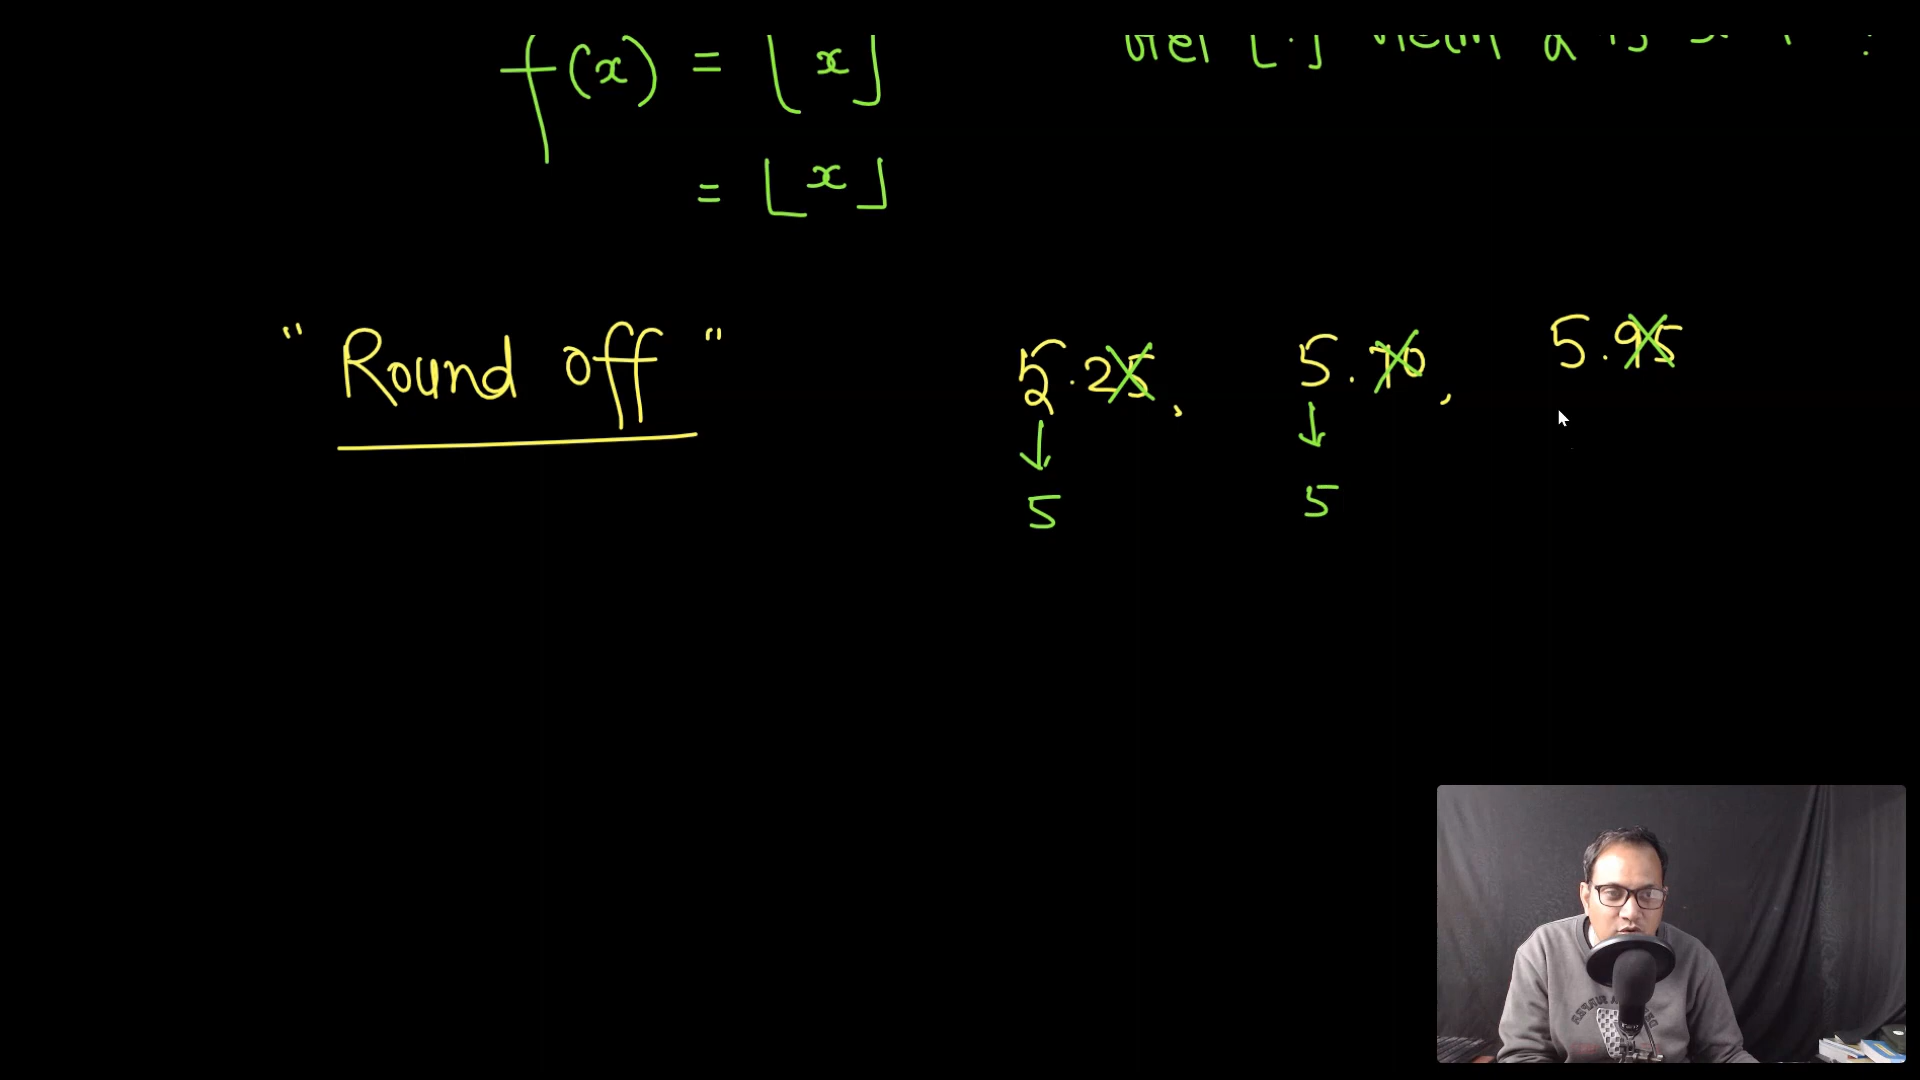 f(x) = ⌊x⌋
= ⌊x⌋
"Round off"
5.25, 5.70, 5.95
↓ ↓
5 5